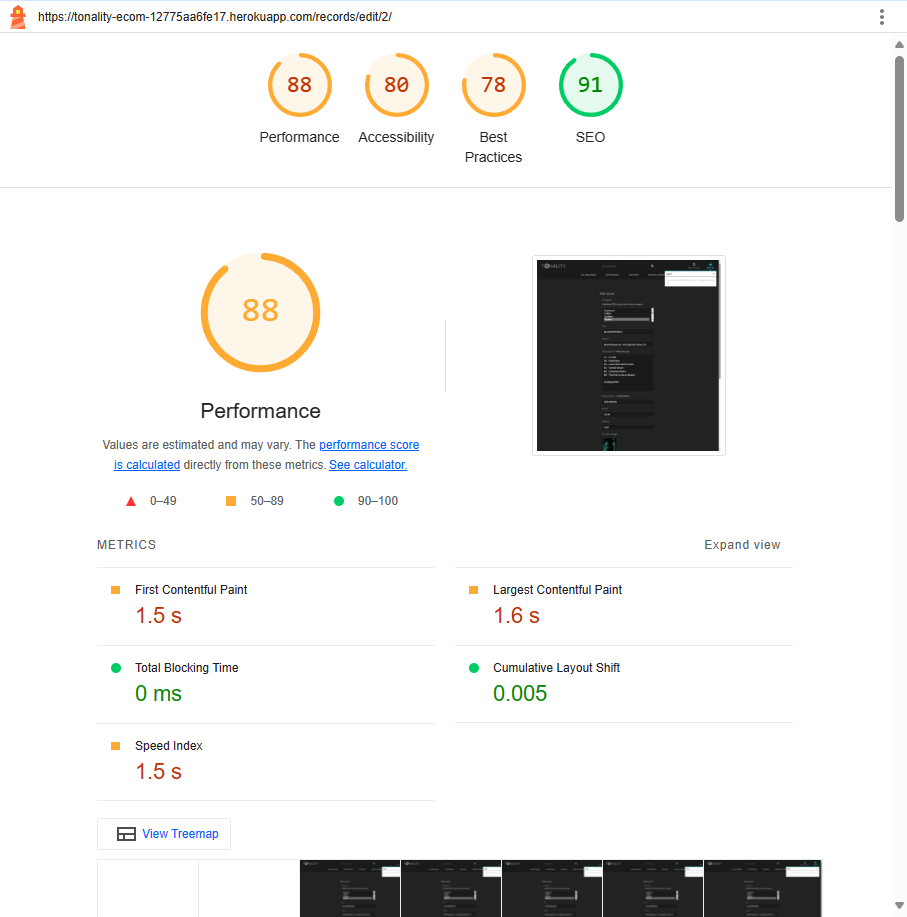 https://tonality-ecom-12775aa6fe17.herokuapp.com/records/edit/2/
88
80
78
91
Performance
Accessibility
Best
Practices
SEO
88
Performance
Values are estimated and may vary. The performance score
is calculated directly from these metrics. See calculator.
0–49
50–89
90–100
METRICS
Expand view
First Contentful Paint
1.5 s
Largest Contentful Paint
1.6 s
Total Blocking Time
0 ms
Cumulative Layout Shift
0.005
Speed Index
1.5 s
View Treemap